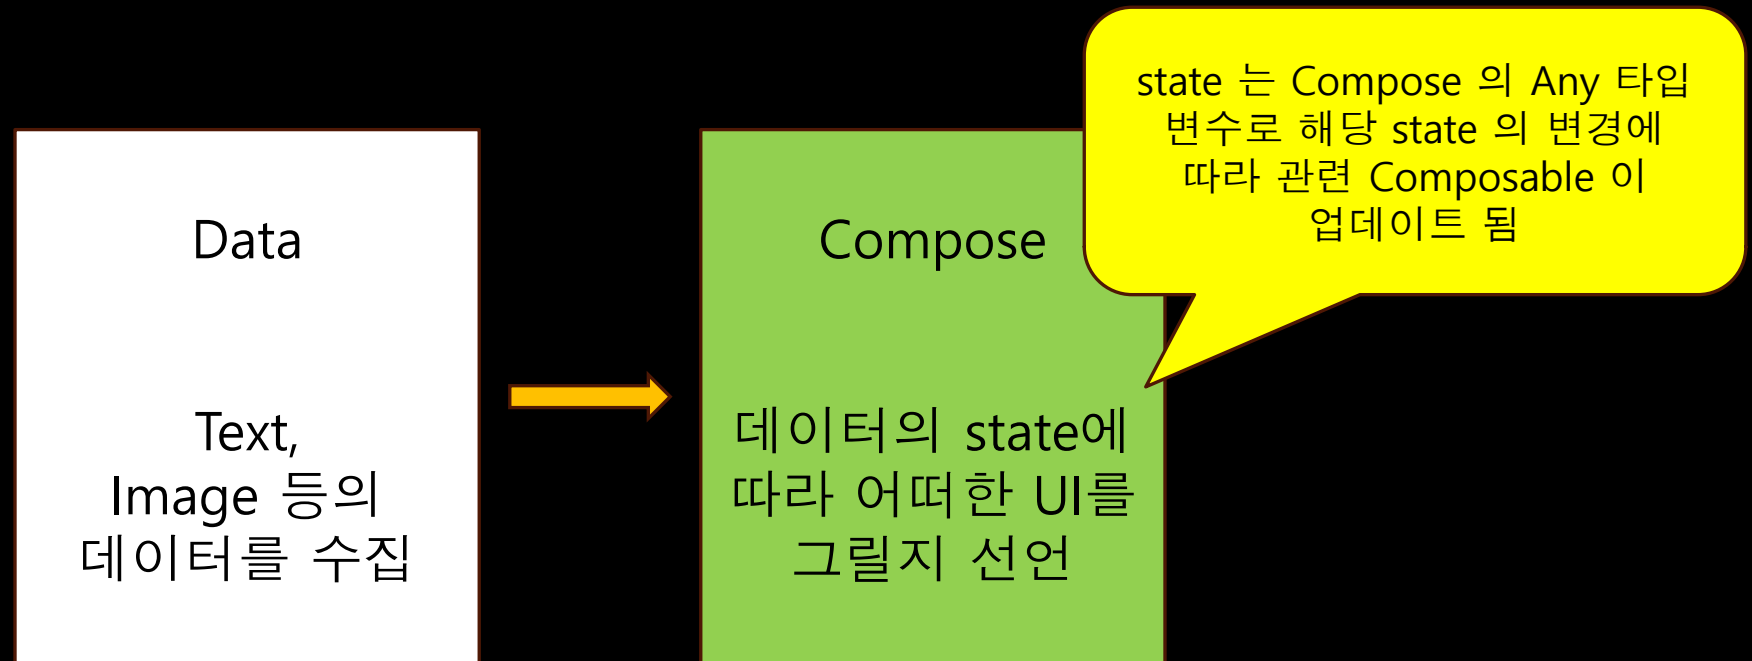 Data
Text,
Image 등의
데이터를 수집
Compose
데이터의 state에
따라 어떠한 UI를
그릴지 선언
state 는 Compose 의 Any 타입
변수로 해당 state 의 변경에
따라 관련 Composable 이
업데이트 됨